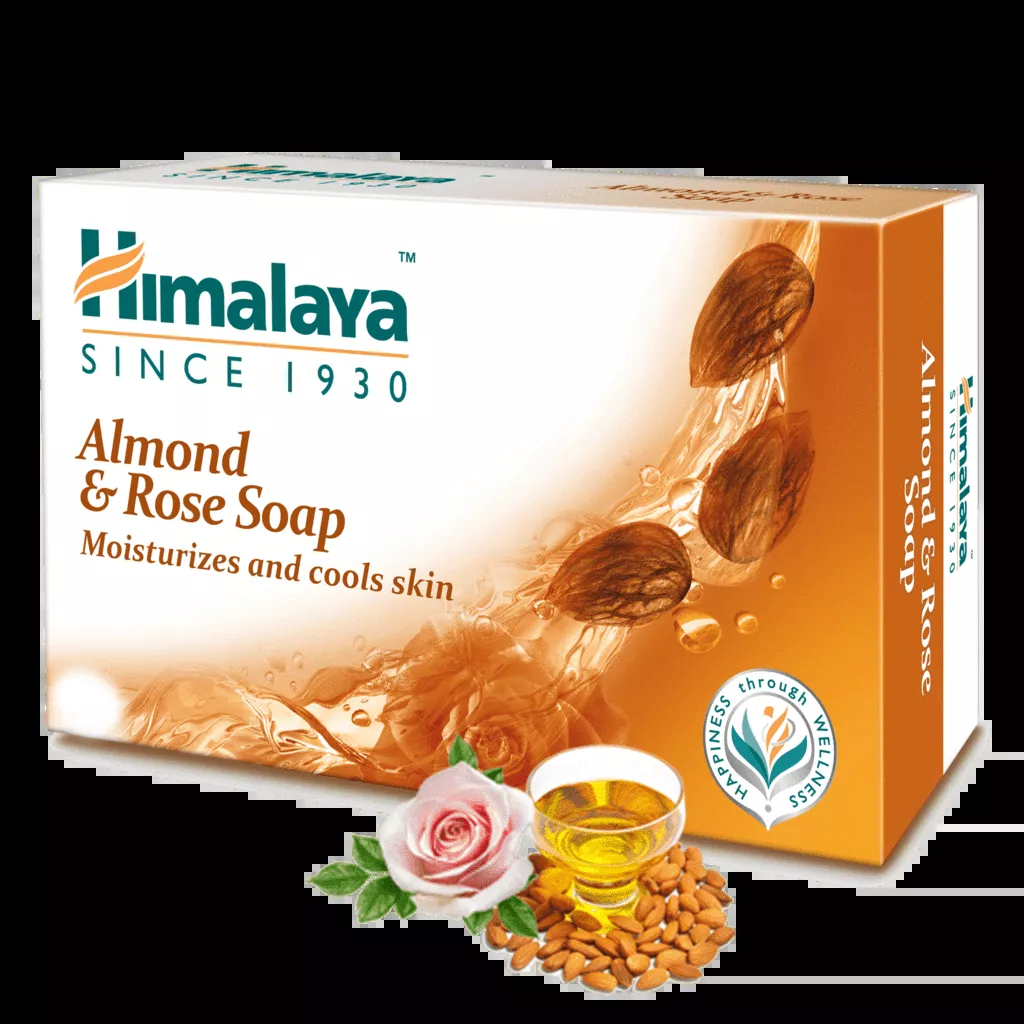 Himalaya
SINCE 1930
Almond & Rose
Soap
Himalaya™
SINCE 1930
Almond
& Rose Soap
Moisturizes and cools skin
HAPPINESS through WELLNESS
Almond & Rose
Soap
Himalaya
SINCE 1930